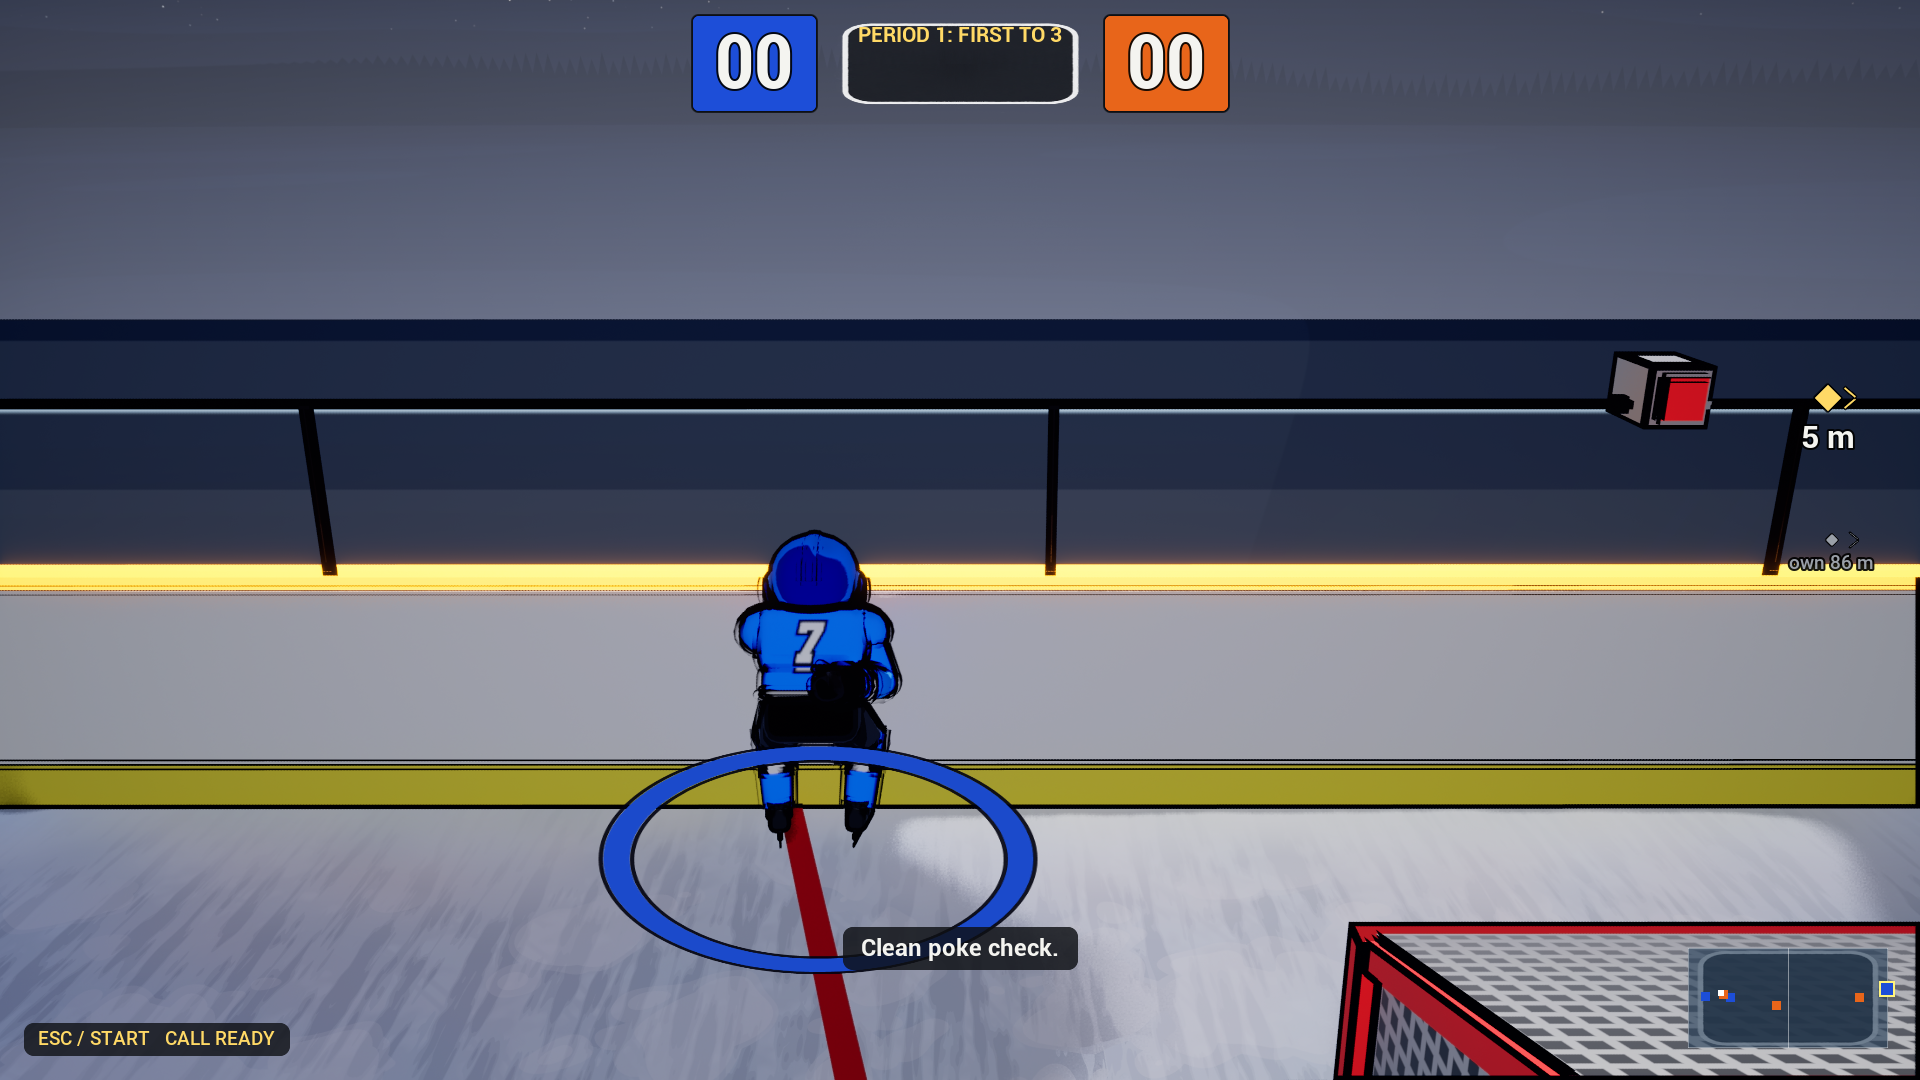 00
PERIOD 1: FIRST TO 3
00
5 m
own 86 m
7
Clean poke check.
ESC / START CALL READY